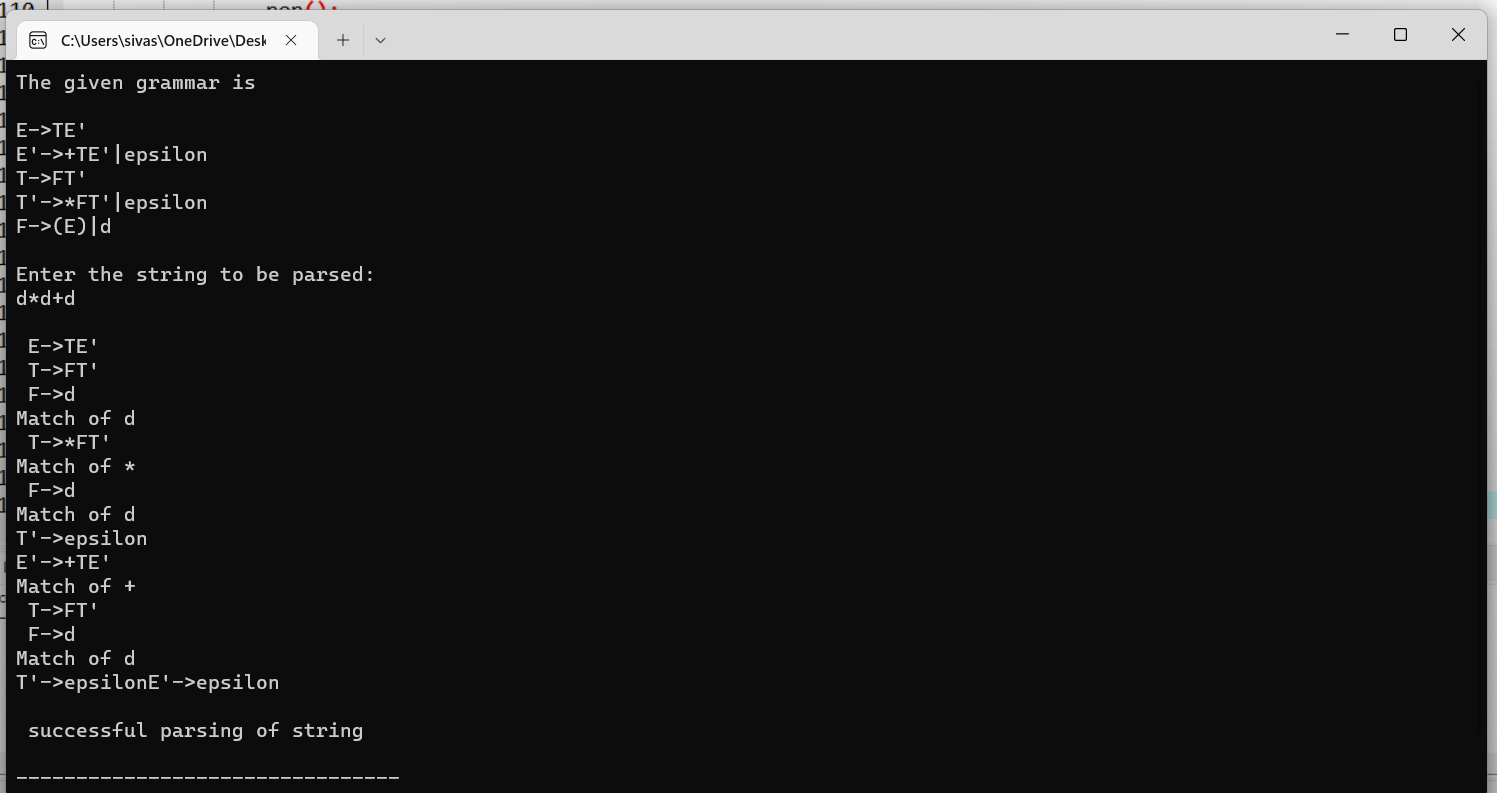 110
pop();
C:\Users\sivas\OneDrive\Desk
The given grammar is
E->TE'
E'->+TE'|epsilon
T->FT'
T'->*FT'|epsilon
F->(E)|d
Enter the string to be parsed:
d*d+d
E->TE'
T->FT'
F->d
Match of d
T->*FT'
Match of *
F->d
Match of d
T'->epsilon
E'->+TE'
Match of +
T->FT'
F->d
Match of d
T'->epsilonE'->epsilon
successful parsing of string
--------------------------------